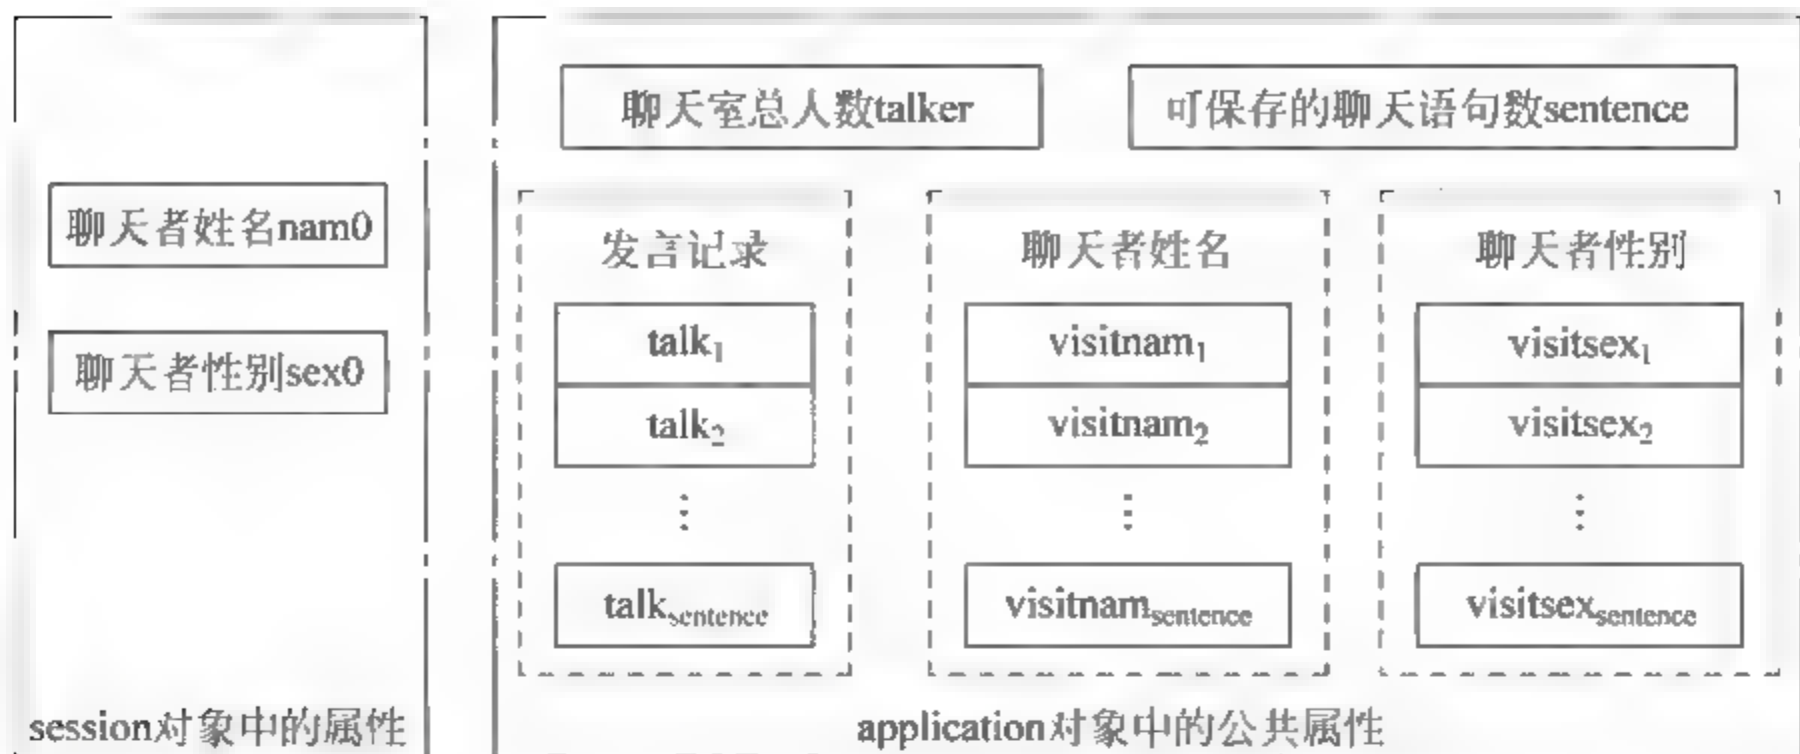 聊天者姓名nam0
聊天者性别sex0
session对象中的属性
聊天室总人数talker
可保存的聊天语句数sentence
发言记录
talk1
talk2
⋮
talksentence
聊天者姓名
visitnam1
visitnam2
⋮
visitnamsentence
聊天者性别
visitsex1
visitsex2
⋮
visitsexsentence
application对象中的公共属性